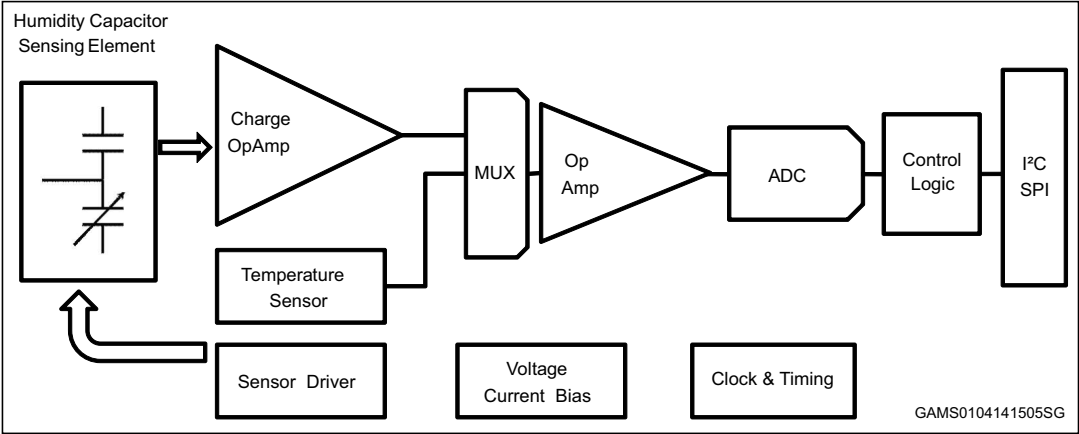 Humidity Capacitor
Sensing Element
Charge
OpAmp
MUX
Op
Amp
ADC
Control
Logic
I²C
SPI
Temperature
Sensor
Sensor Driver
Voltage
Current Bias
Clock & Timing
GAMS0104141505SG